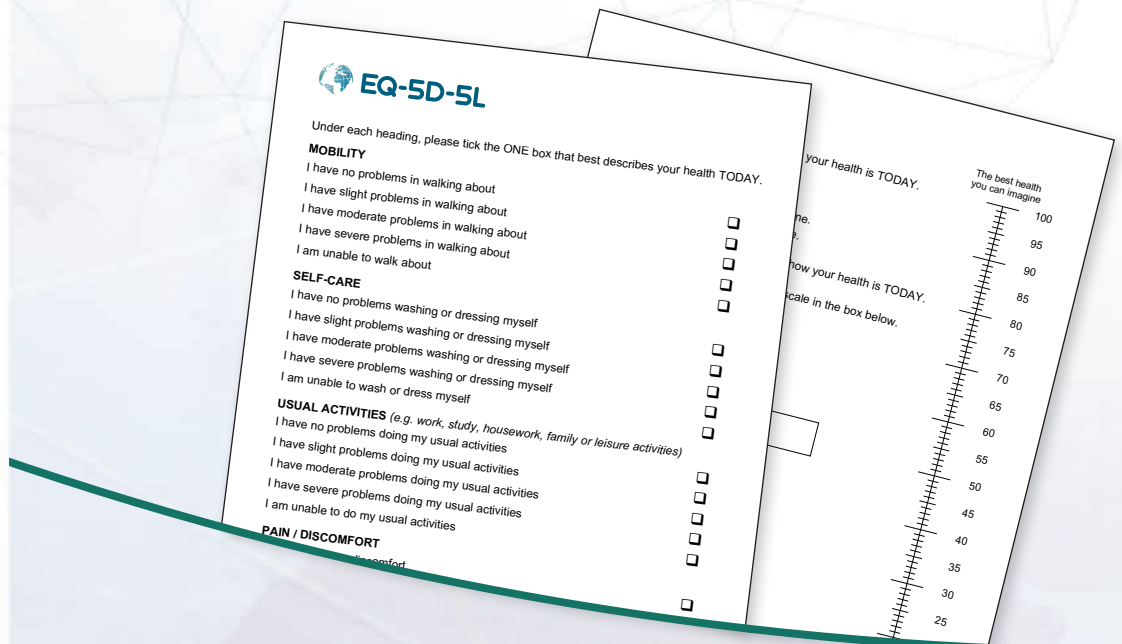 EQ-5D-5L
Under each heading, please tick the ONE box that best describes your health TODAY.
MOBILITY
I have no problems in walking about
I have slight problems in walking about
I have moderate problems in walking about
I have severe problems in walking about
I am unable to walk about
SELF-CARE
I have no problems washing or dressing myself
I have slight problems washing or dressing myself
I have moderate problems washing or dressing myself
I have severe problems washing or dressing myself
I am unable to wash or dress myself
USUAL ACTIVITIES (e.g. work, study, housework, family or leisure activities)
I have no problems doing my usual activities
I have slight problems doing my usual activities
I have moderate problems doing my usual activities
I have severe problems doing my usual activities
I am unable to do my usual activities
PAIN / DISCOMFORT
your health is TODAY.
how your health is TODAY.
scale in the box below.
The best health
you can imagine
100
95
90
85
80
75
70
65
60
55
50
45
40
35
30
25